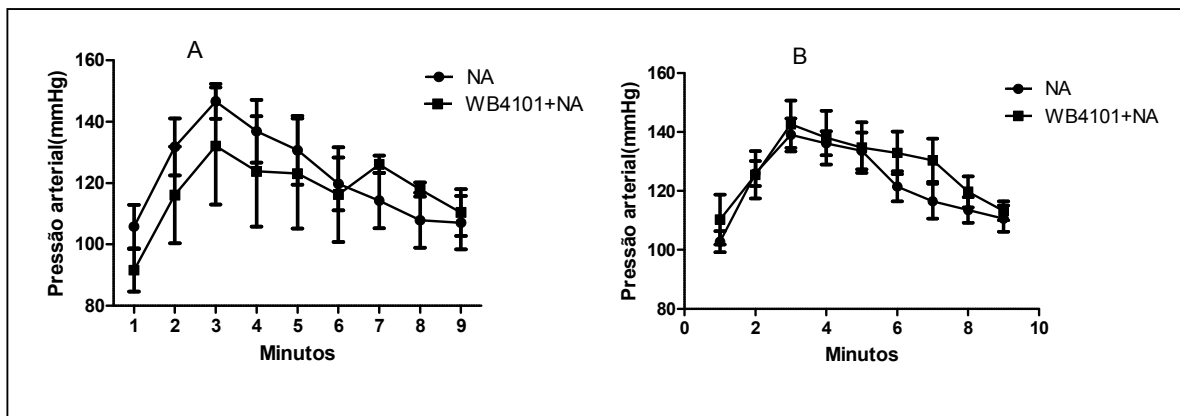 A
Pressão arterial(mmHg)
160
140
120
100
80
1 2 3 4 5 6 7 8 9
Minutos
NA
WB4101+NA
B
Pressão arterial(mmHg)
160
140
120
100
80
0 2 4 6 8 10
Minutos
NA
WB4101+NA